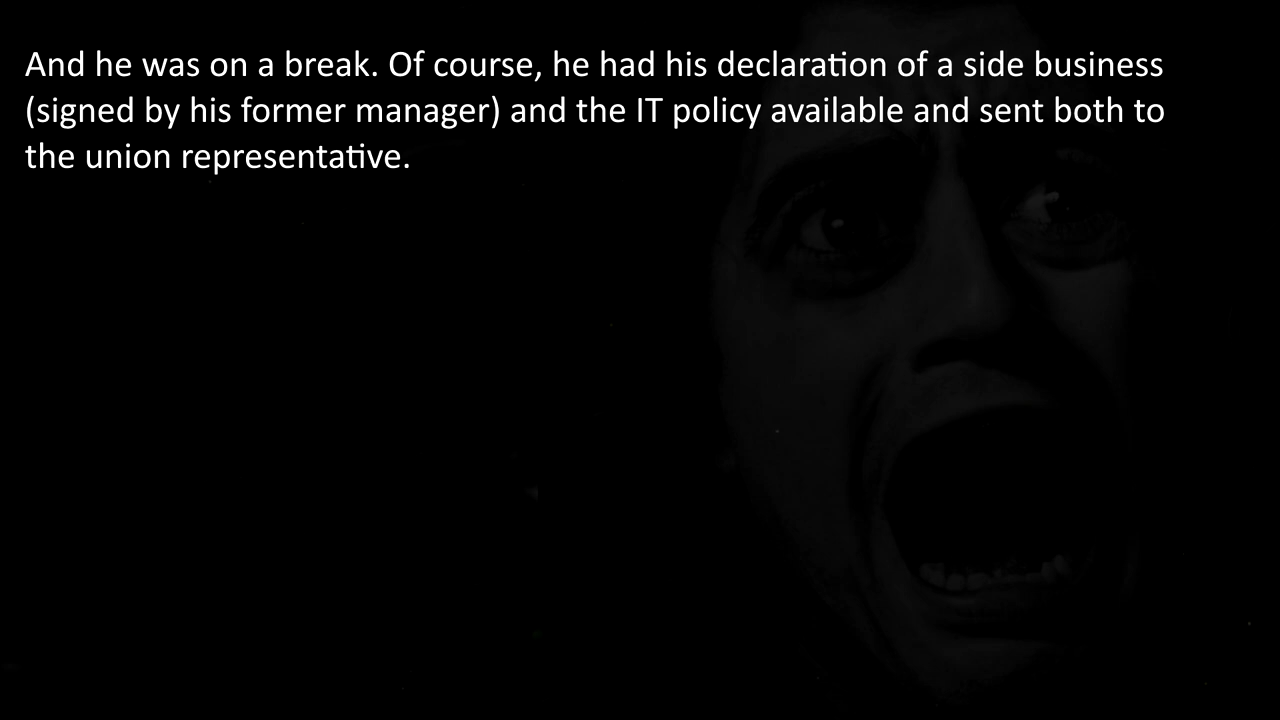 And he was on a break. Of course, he had his declaration of a side business
(signed by his former manager) and the IT policy available and sent both to
the union representative.